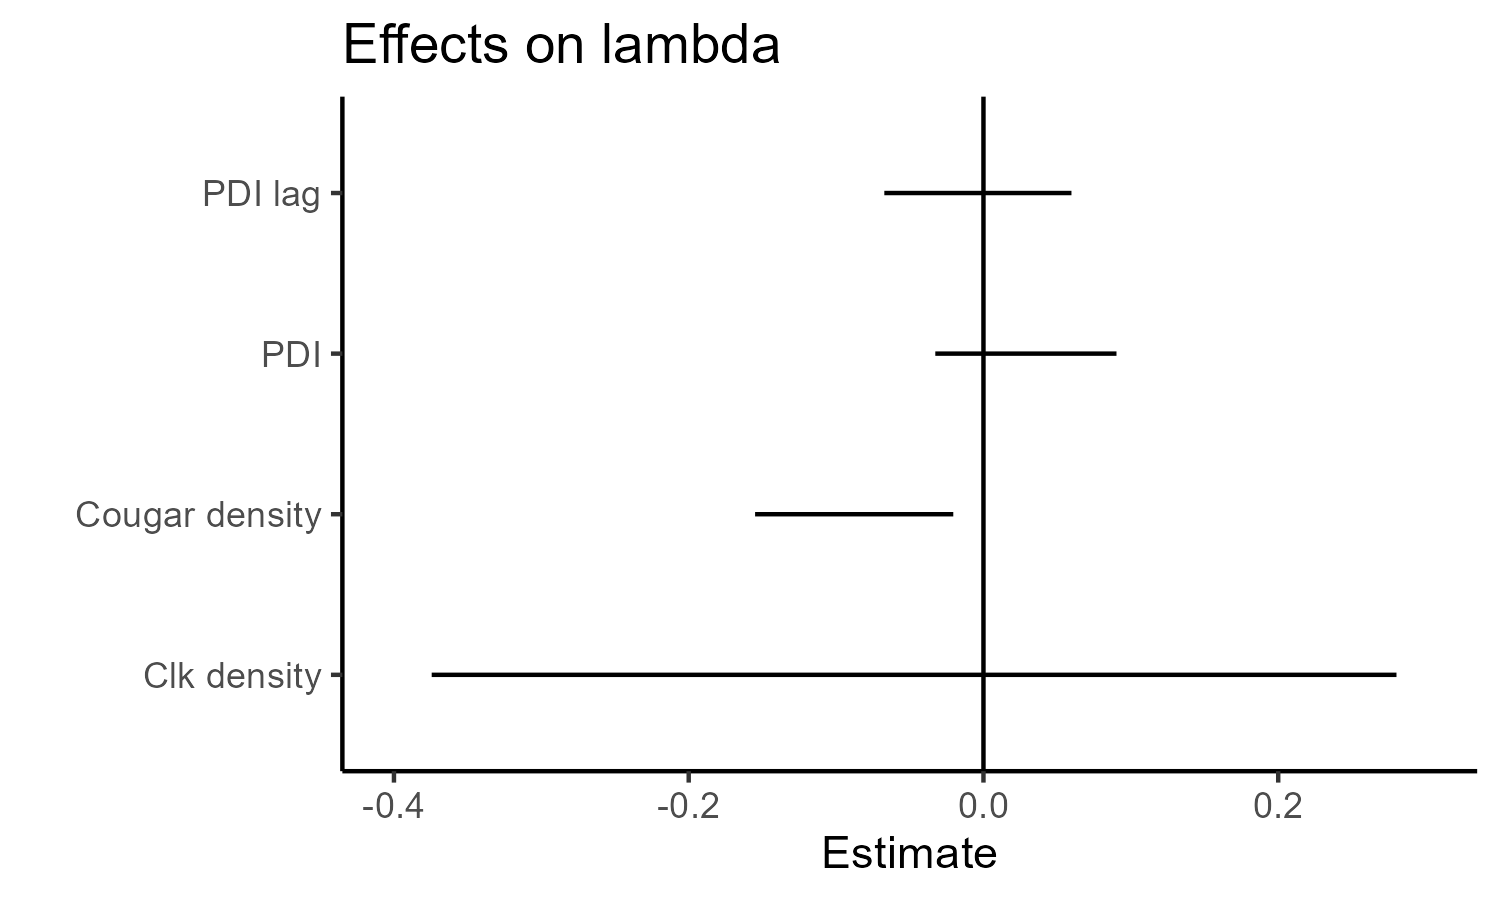 Effects on lambda
PDI lag
PDI
Cougar density
Clk density
-0.4 -0.2 0.0 0.2
Estimate